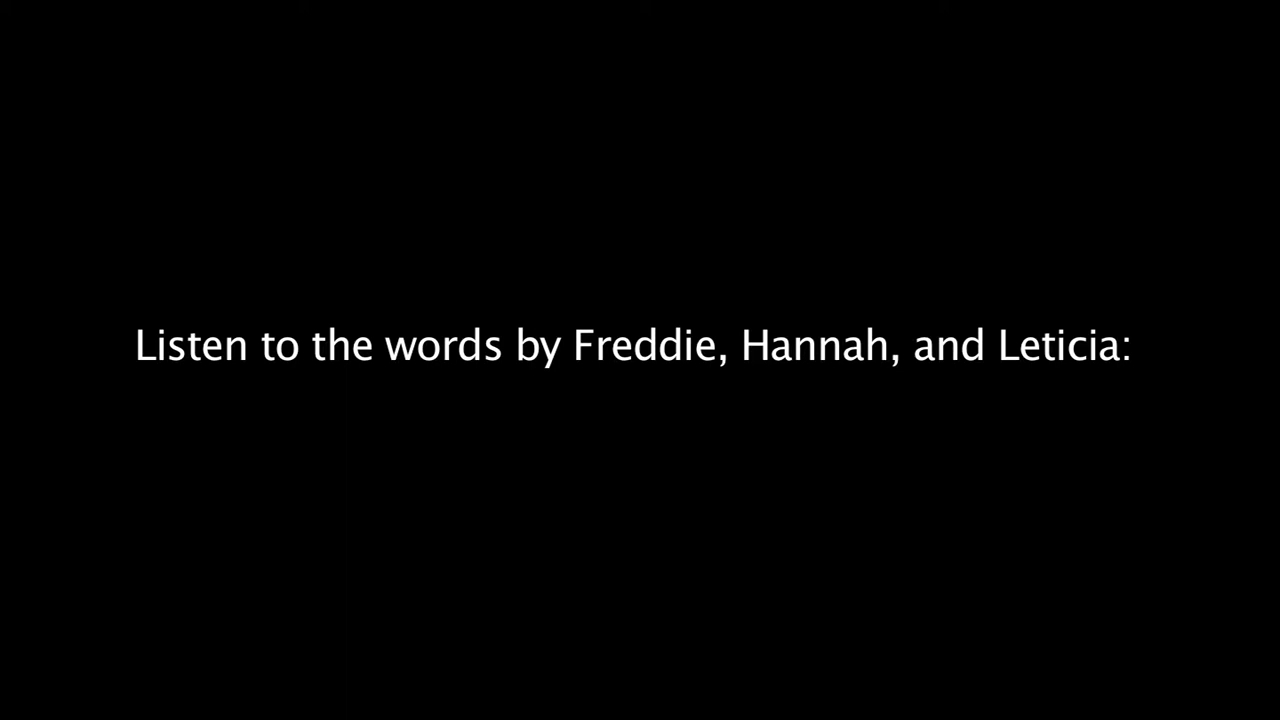 Listen to the words by Freddie, Hannah, and Leticia: